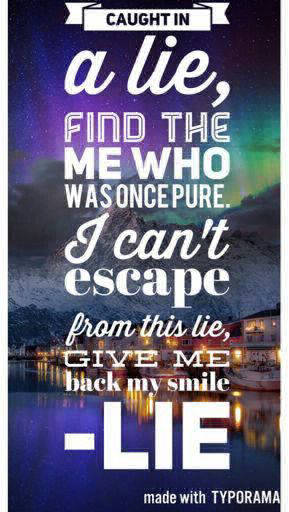 CAUGHT IN
a lie,
FIND THE
ME WHO
WAS ONCE PURE.
I can't
escape
from this lie,
GIVE ME
back my smile
-LIE
made with TYPORAMA